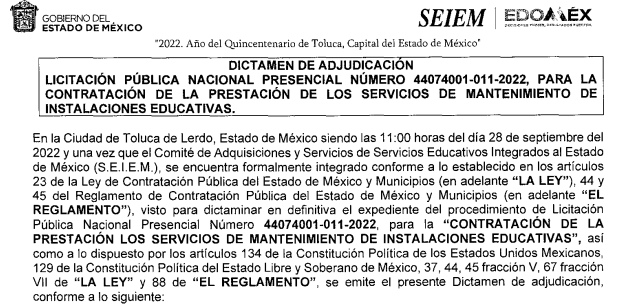 GOBIERNO DEL
ESTADO DE MÉXICO
SEIEM
EDOMÉX
"2022. Año del Quincentenario de Toluca, Capital del Estado de México"
DICTAMEN DE ADJUDICACIÓN
LICITACIÓN PÚBLICA NACIONAL PRESENCIAL NÚMERO 44074001-011-2022, PARA LA
CONTRATACIÓN DE LA PRESTACIÓN DE LOS SERVICIOS DE MANTENIMIENTO DE
INSTALACIONES EDUCATIVAS.
En la Ciudad de Toluca de Lerdo, Estado de México siendo las 11:00 horas del día 28 de septiembre del
2022 y una vez que el Comité de Adquisiciones y Servicios de Servicios Educativos Integrados al Estado
de México (S.E.I.E.M.), se encuentra formalmente integrado conforme a lo establecido en los artículos
23 de la Ley de Contratación Pública del Estado de México y Municipios (en adelante "LA LEY"), 44 y
45 del Reglamento de Contratación Pública del Estado de México y Municipios (en adelante "EL
REGLAMENTO"), visto para dictaminar en definitiva el expediente del procedimiento de Licitación
Pública Nacional Presencial Número 44074001-011-2022, para la "CONTRATACIÓN DE LA
PRESTACIÓN LOS SERVICIOS DE MANTENIMIENTO DE INSTALACIONES EDUCATIVAS", así
como a lo dispuesto por los artículos 134 de la Constitución Política de los Estados Unidos Mexicanos,
129 de la Constitución Política del Estado Libre y Soberano de México, 37, 44, 45 fracción V, 67 fracción
VII de "LA LEY" y 88 de "EL REGLAMENTO", se emite el presente Dictamen de adjudicación,
conforme a lo siguiente: